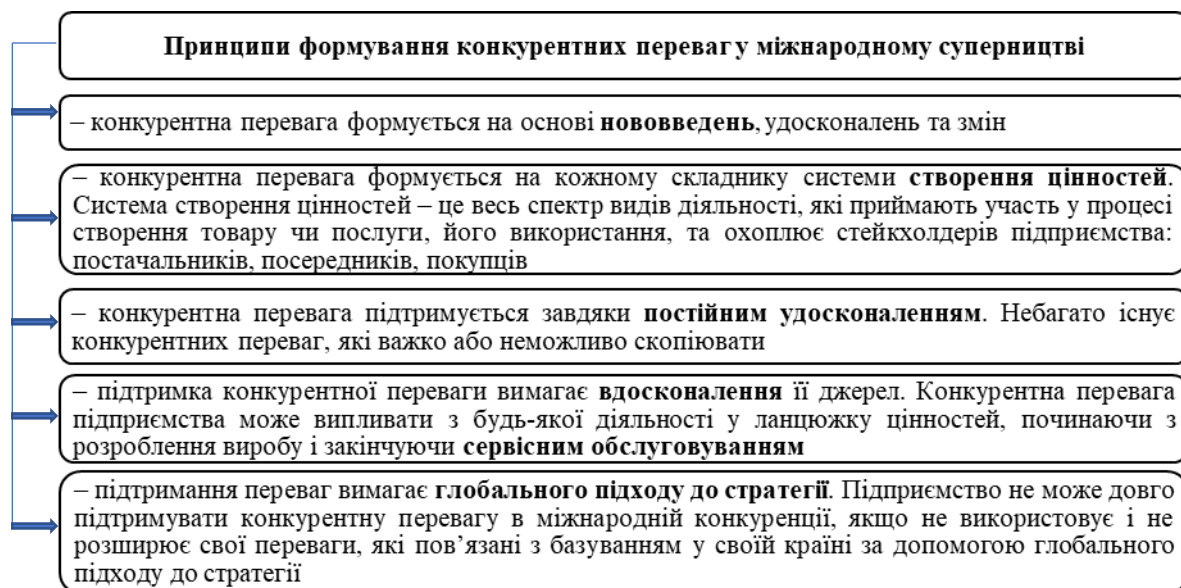 Принципи формування конкурентних переваг у міжнародному суперництві
– конкурентна перевага формується на основі нововведень, удосконалень та змін
– конкурентна перевага формується на кожному складнику системи створення цінностей.
Система створення цінностей – це весь спектр видів діяльності, які приймають участь у процесі
створення товару чи послуги, його використання, та охоплює стейкхолдерів підприємства:
постачальників, посередників, покупців
– конкурентна перевага підтримується завдяки постійним удосконаленням. Небагато існує
конкурентних переваг, які важко або неможливо скопіювати
– підтримка конкурентної переваги вимагає вдосконалення її джерел. Конкурентна перевага
підприємства може випливати з будь-якої діяльності у ланцюжку цінностей, починаючи з
розроблення виробу і закінчуючи сервісним обслуговуванням
– підтримання переваг вимагає глобального підходу до стратегії. Підприємство не може довго
підтримувати конкурентну перевагу в міжнародній конкуренції, якщо не використовує і не
розширює свої переваги, які пов’язані з базуванням у своїй країні за допомогою глобального
підходу до стратегії